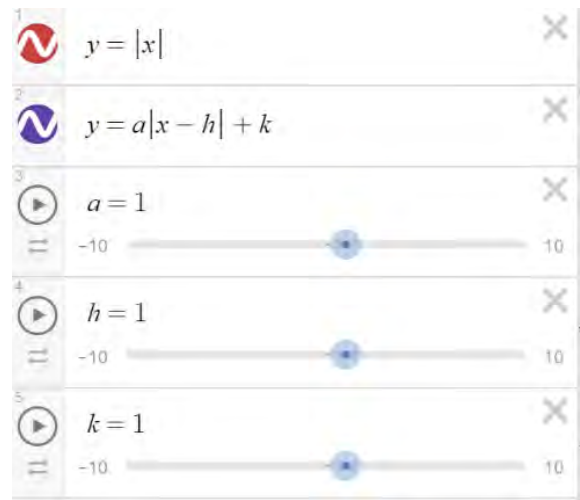 1
y = |x|
2
y = a|x − h| + k
3
a = 1
−10 10
4
h = 1
−10 10
5
k = 1
−10 10